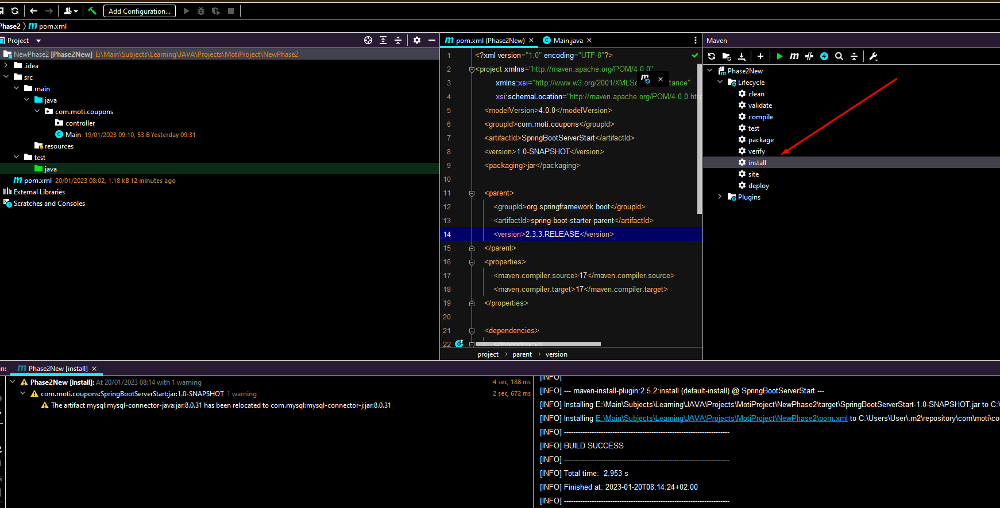 Add Configuration...
Phase2 pom.xml
Project
NewPhase2 [Phase2New] E:\Main\Subjects\Learning\JAVA\Projects\MotiProject\NewPhase2
.idea
src
main
java
com.moti.coupons
controller
Main 19/01/2023 09:10, 53 B Yesterday 09:31
resources
test
java
pom.xml 20/01/2023 08:02, 1.18 kB 12 minutes ago
External Libraries
Scratches and Consoles
pom.xml (Phase2New) Main.java
1 <?xml version="1.0" encoding="UTF-8"?>
2 <project xmlns="http://maven.apache.org/POM/4.0.0"
3 xmlns:xsi="http://www.w3.org/2001/XMLSc tance"
4 xsi:schemaLocation="http://maven.apache.org/POM/4.0.0 htt
5 <modelVersion>4.0.0</modelVersion>
6 <groupId>com.moti.coupons</groupId>
7 <artifactId>SpringBootServerStart</artifactId>
8 <version>1.0-SNAPSHOT</version>
9 <packaging>jar</packaging>
10
11 <parent>
12 <groupId>org.springframework.boot</groupId>
13 <artifactId>spring-boot-starter-parent</artifactId>
14 <version>2.3.3.RELEASE</version>
15 </parent>
16 <properties>
17 <maven.compiler.source>17</maven.compiler.source>
18 <maven.compiler.target>17</maven.compiler.target>
19 </properties>
20
21 <dependencies>
22 <dependency>
project parent version
Maven
Phase2New
Lifecycle
clean
validate
compile
test
package
verify
install
site
deploy
Plugins
un: Phase2New [install]
Phase2New [install]: At 20/01/2023 08:14 with 1 warning 4 sec, 188 ms
com.moti.coupons:SpringBootServerStart:jar:1.0-SNAPSHOT 1 warning 2 sec, 672 ms
The artifact mysql:mysql-connector-java:jar:8.0.31 has been relocated to com.mysql:mysql-connector-j:jar:8.0.31
[INFO]
[INFO] --- maven-install-plugin:2.5.2:install (default-install) @ SpringBootServerStart ---
[INFO] Installing E:\Main\Subjects\Learning\JAVA\Projects\MotiProject\NewPhase2\target\SpringBootServerStart-1.0-SNAPSHOT.jar to C:\
[INFO] Installing E:\Main\Subjects\Learning\JAVA\Projects\MotiProject\NewPhase2\pom.xml to C:\Users\User\.m2\repository\com\moti\cou
[INFO] ------------------------------------------------------------------------
[INFO] BUILD SUCCESS
[INFO] ------------------------------------------------------------------------
[INFO] Total time: 2.953 s
[INFO] Finished at: 2023-01-20T08:14:24+02:00
[INFO] ------------------------------------------------------------------------